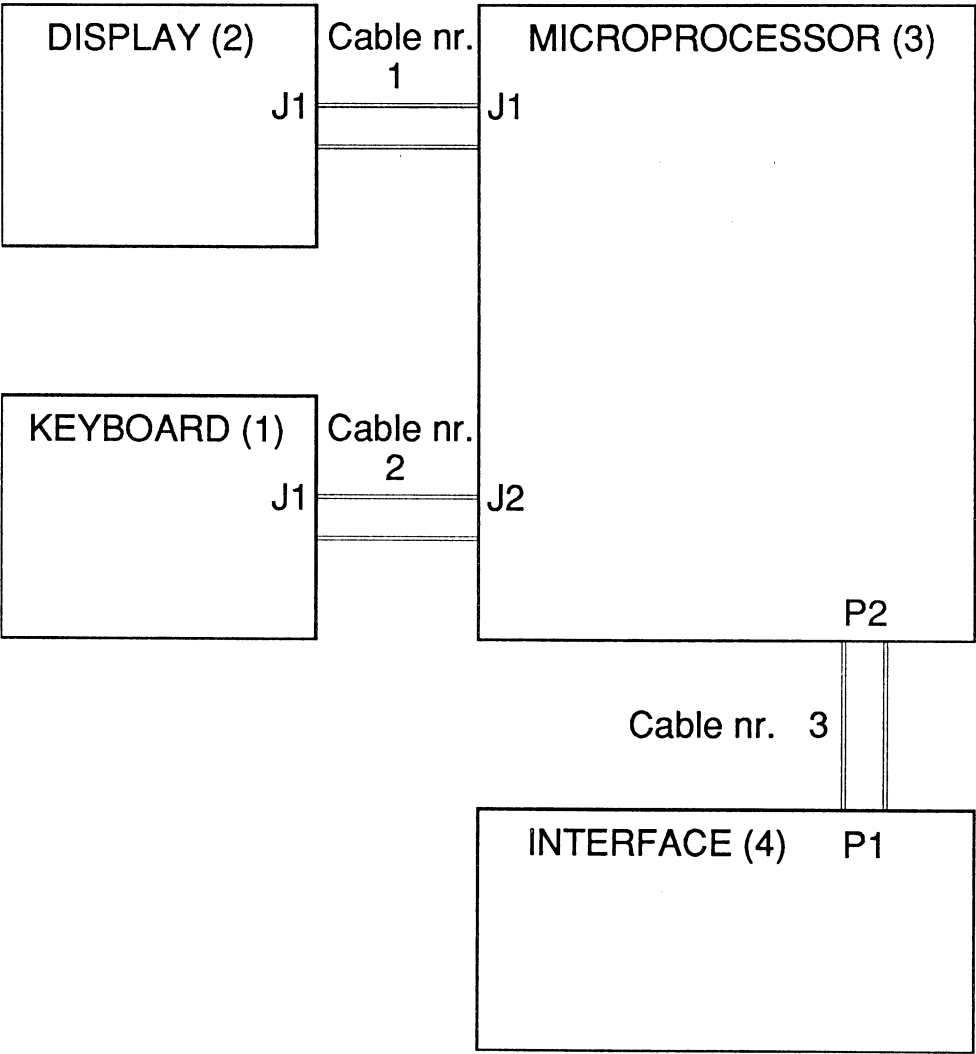 DISPLAY (2)
Cable nr.
1
MICROPROCESSOR (3)
J1
J1
KEYBOARD (1)
Cable nr.
2
J1
J2
P2
Cable nr. 3
INTERFACE (4)
P1